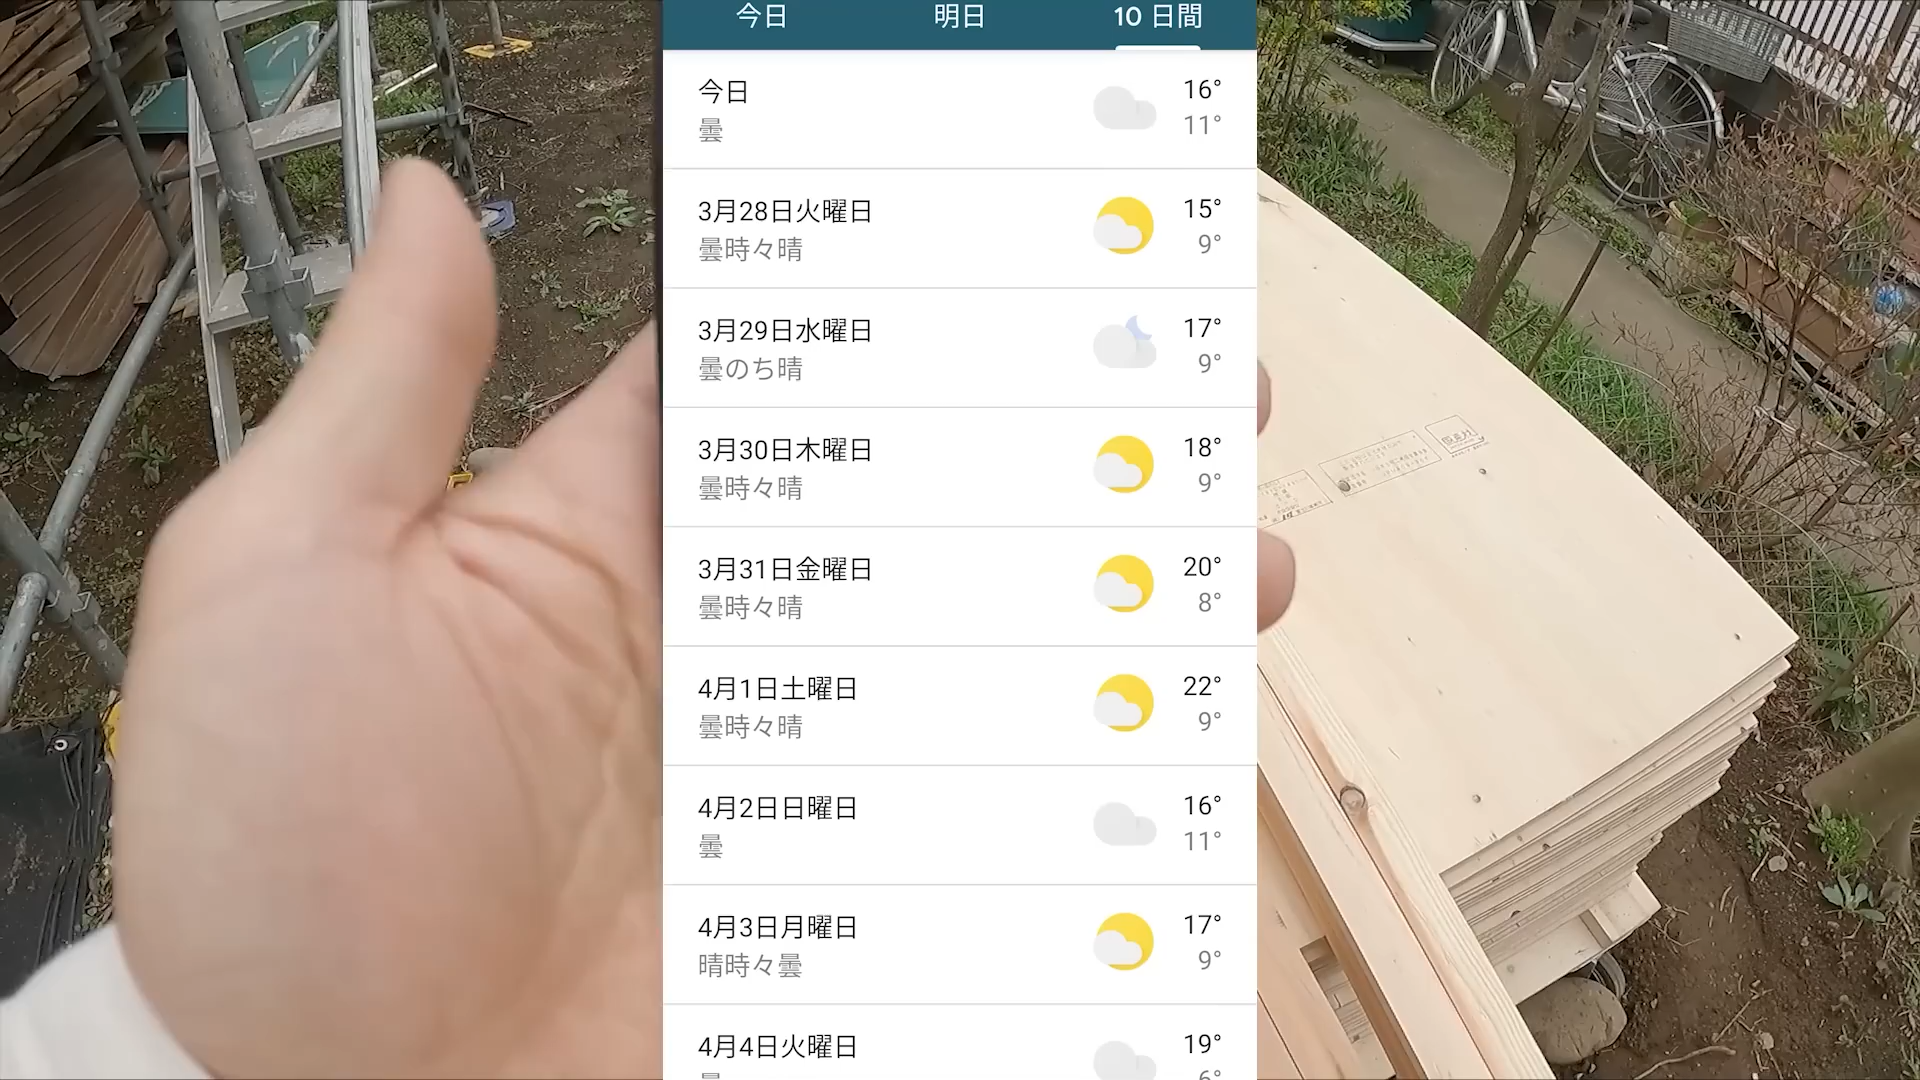 今日 明日 10 日間
今日
曇
16°
11°
3月28日火曜日
曇時々晴
15°
9°
3月29日水曜日
曇のち晴
17°
9°
3月30日木曜日
曇時々晴
18°
9°
3月31日金曜日
曇時々晴
20°
8°
4月1日土曜日
曇時々晴
22°
9°
4月2日日曜日
曇
16°
11°
4月3日月曜日
晴時々曇
17°
9°
4月4日火曜日
19°